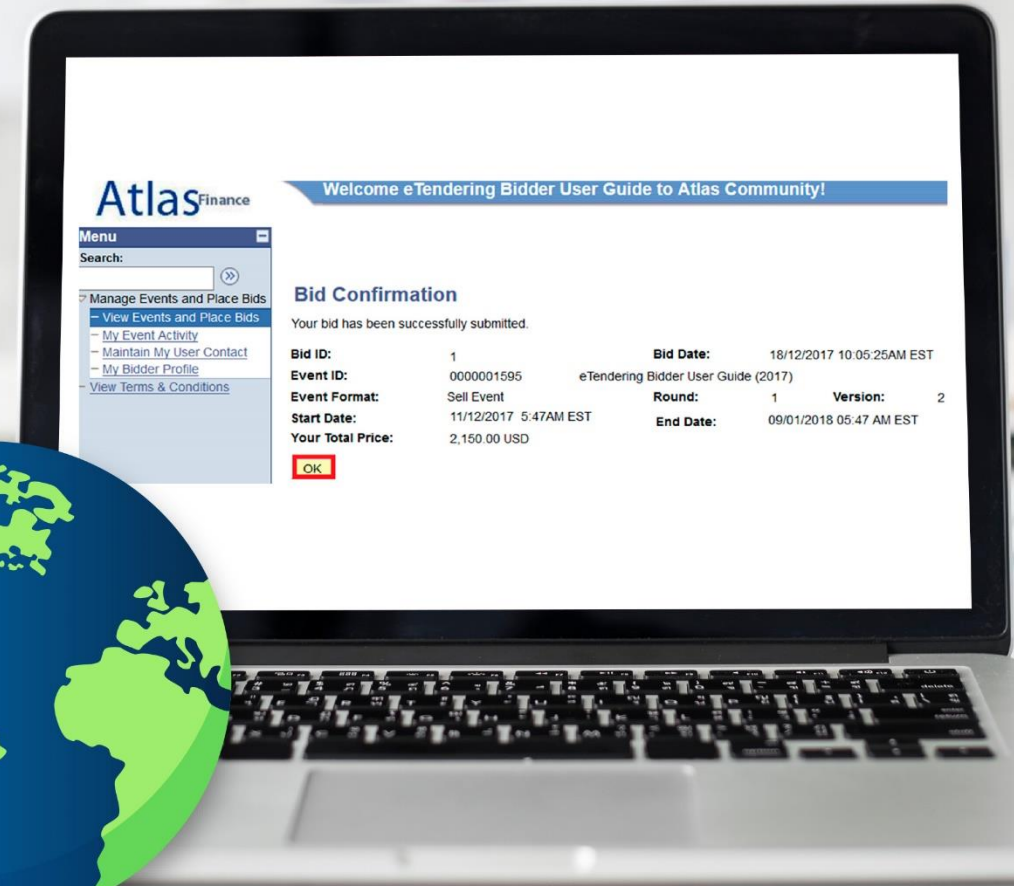 Atlas Finance
Welcome eTendering Bidder User Guide to Atlas Community!
Menu
Search:
Manage Events and Place Bids
View Events and Place Bids
My Event Activity
Maintain My User Contact
My Bidder Profile
View Terms & Conditions
Bid Confirmation
Your bid has been successfully submitted.
Bid ID: 1 Bid Date: 18/12/2017 10:05:25AM EST
Event ID: 0000001595 eTendering Bidder User Guide (2017)
Event Format: Sell Event Round: 1 Version: 2
Start Date: 11/12/2017 5:47AM EST End Date: 09/01/2018 05:47 AM EST
Your Total Price: 2,150.00 USD
OK
delete